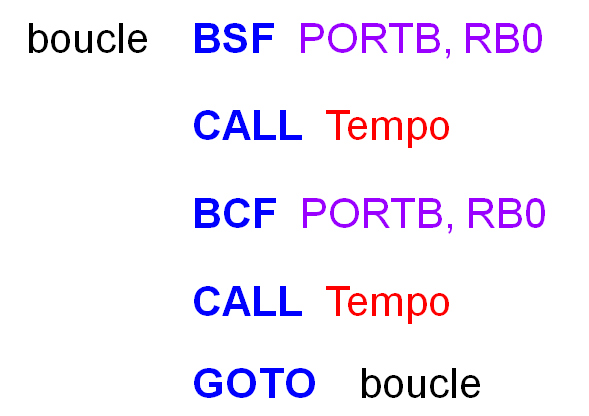 boucle BSF PORTB, RB0
CALL Tempo
BCF PORTB, RB0
CALL Tempo
GOTO boucle